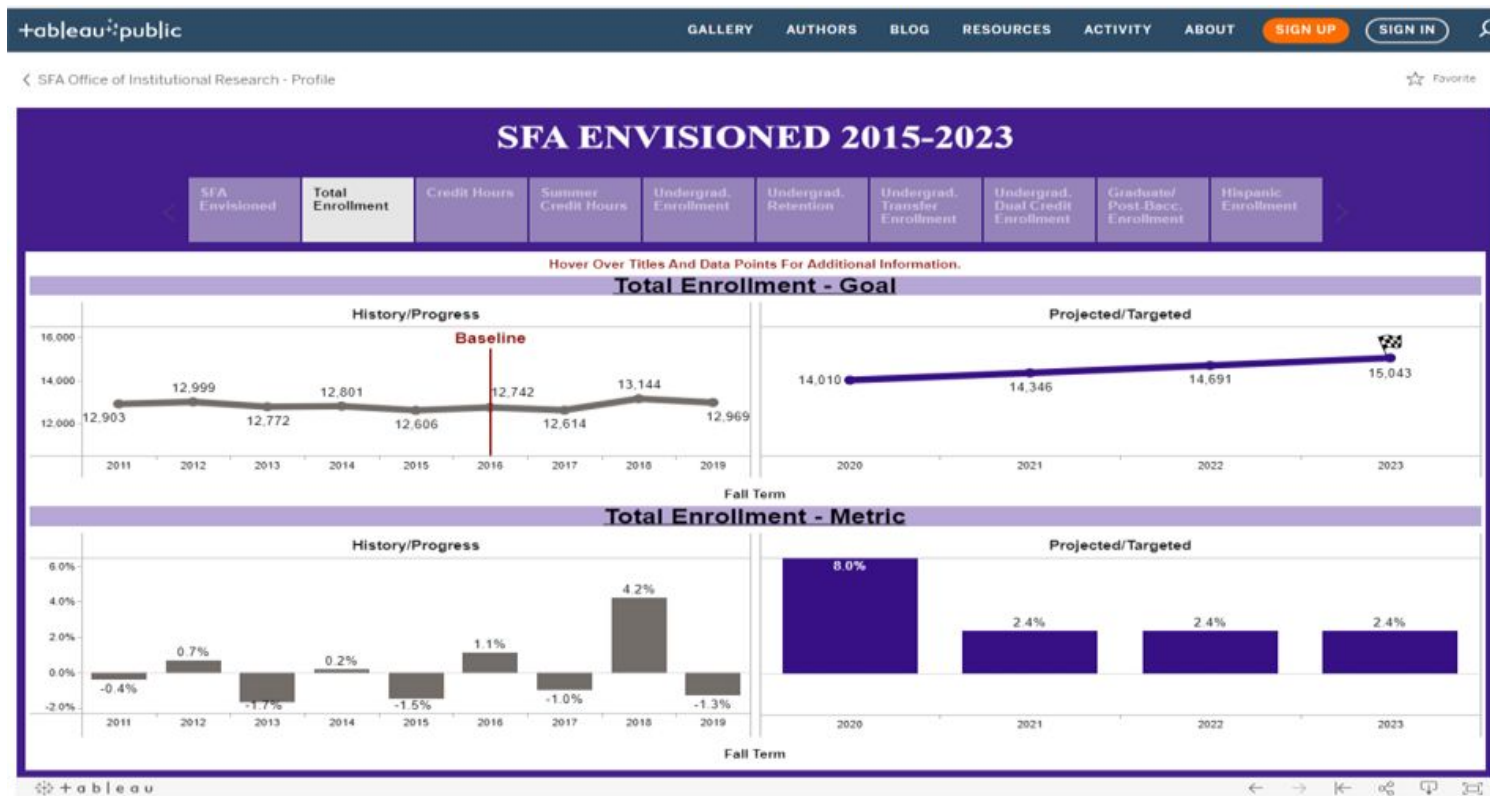 +ableau+public
GALLERY AUTHORS BLOG RESOURCES ACTIVITY ABOUT SIGN UP SIGN IN
SFA Office of Institutional Research - Profile
Favorite
SFA ENVISIONED 2015-2023
SFA Envisioned
Total Enrollment
Credit Hours
Summer Credit Hours
Undergrad. Enrollment
Undergrad. Retention
Undergrad. Transfer Enrollment
Undergrad. Dual Credit Enrollment
Graduate/ Post-Bacc. Enrollment
Hispanic Enrollment
Hover Over Titles And Data Points For Additional Information.
Total Enrollment - Goal
History/Progress
Projected/Targeted
16,000
14,000
12,000
Baseline
12,903 12,999 12,772 12,801 12,606 12,742 12,614 13,144 12,969
14,010 14,346 14,691 15,043
2011 2012 2013 2014 2015 2016 2017 2018 2019
2020 2021 2022 2023
Fall Term
Total Enrollment - Metric
History/Progress
Projected/Targeted
6.0%
4.0%
2.0%
0.0%
-2.0%
-0.4% 0.7% -1.7% 0.2% -1.5% 1.1% -1.0% 4.2% -1.3%
8.0% 2.4% 2.4% 2.4%
2011 2012 2013 2014 2015 2016 2017 2018 2019
2020 2021 2022 2023
Fall Term
+ableau